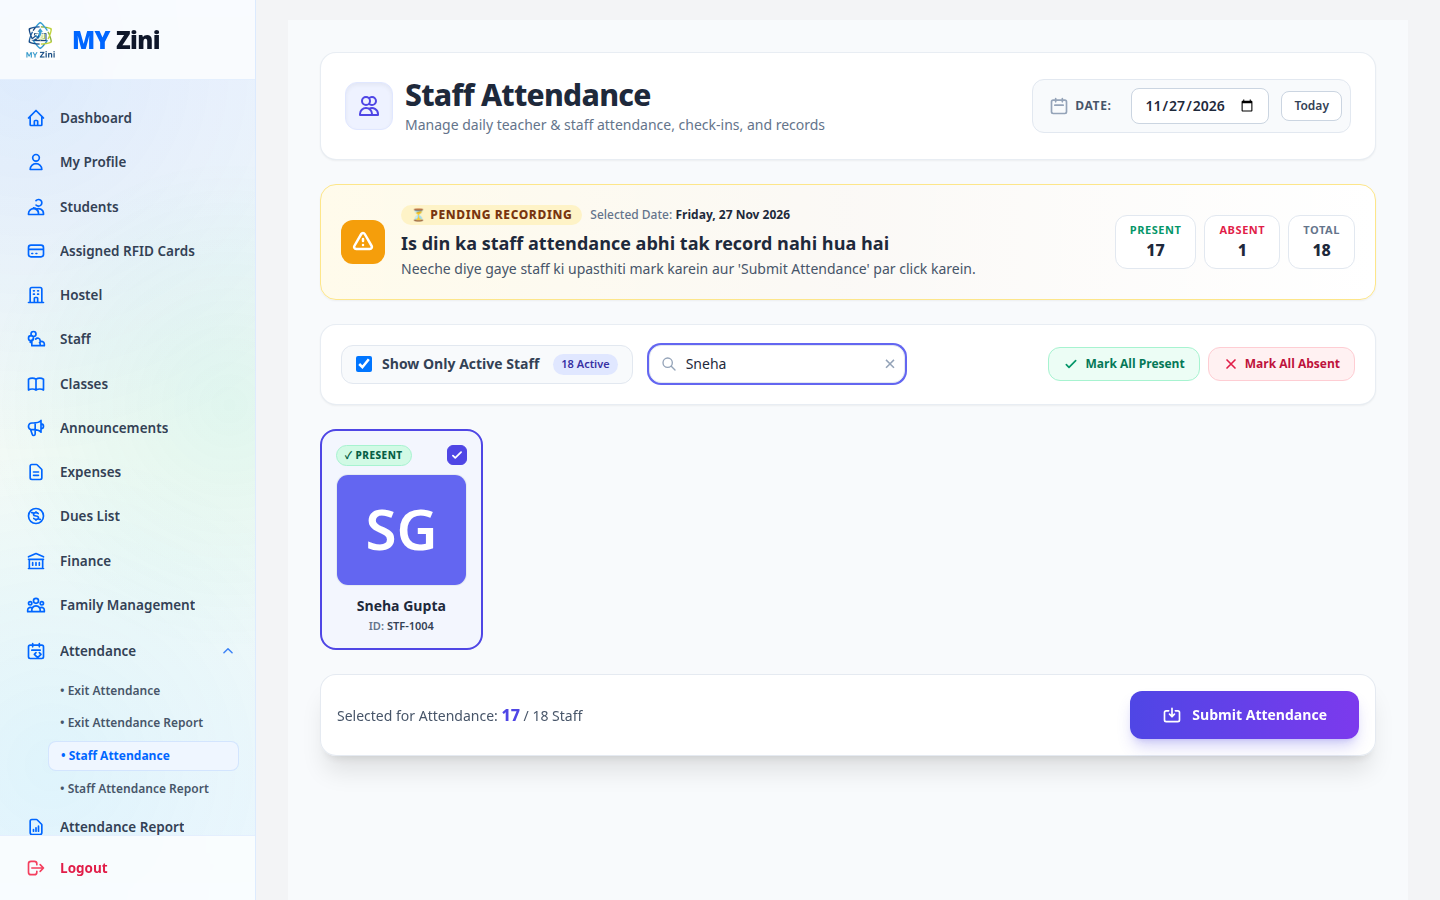 MY Zini
MY Zini
Dashboard
My Profile
Students
Assigned RFID Cards
Hostel
Staff
Classes
Announcements
Expenses
Dues List
Finance
Family Management
Attendance
• Exit Attendance
• Exit Attendance Report
• Staff Attendance
• Staff Attendance Report
Attendance Report
Logout
Staff Attendance
Manage daily teacher & staff attendance, check-ins, and records
DATE:
11/27/2026
Today
⏳ PENDING RECORDING
Selected Date: Friday, 27 Nov 2026
Is din ka staff attendance abhi tak record nahi hua hai
Neeche diye gaye staff ki upasthiti mark karein aur 'Submit Attendance' par click karein.
PRESENT
17
ABSENT
1
TOTAL
18
Show Only Active Staff
18 Active
Sneha
Mark All Present
Mark All Absent
✓ PRESENT
SG
Sneha Gupta
ID: STF-1004
Selected for Attendance: 17 / 18 Staff
Submit Attendance